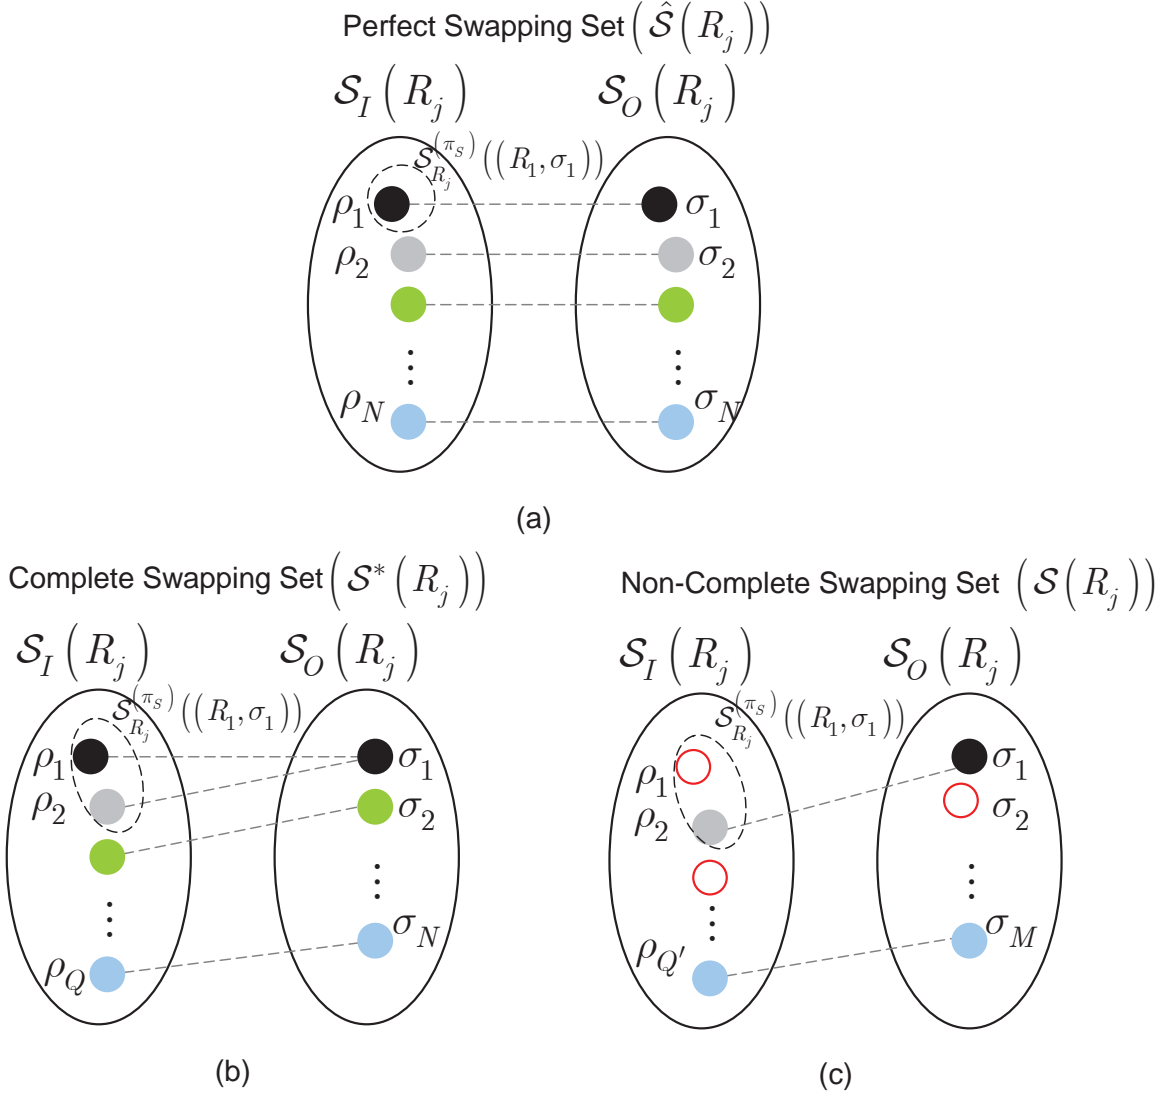 Perfect Swapping Set ( Ŝ ( R_j ) )
S_I ( R_j ) S_O ( R_j )
S_{R_j}^{(π_S)} ( ( R_1, σ_1 ) )
ρ_1 σ_1
ρ_2 σ_2
⋮ ⋮
ρ_N σ_N
(a)
Complete Swapping Set ( S* ( R_j ) )
S_I ( R_j ) S_O ( R_j )
S_{R_j}^{(π_S)} ( ( R_1, σ_1 ) )
ρ_1 σ_1
ρ_2 σ_2
⋮ ⋮
ρ_Q σ_N
(b)
Non-Complete Swapping Set ( S ( R_j ) )
S_I ( R_j ) S_O ( R_j )
S_{R_j}^{(π_S)} ( ( R_1, σ_1 ) )
ρ_1 σ_1
ρ_2 σ_2
⋮ ⋮
ρ_{Q'} σ_M
(c)